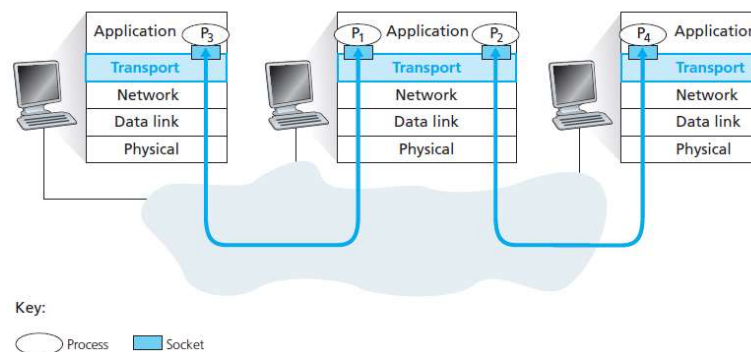 Application P3
Transport
Network
Data link
Physical
P1 Application P2
Transport
Network
Data link
Physical
P4 Application
Transport
Network
Data link
Physical
Key:
Process Socket